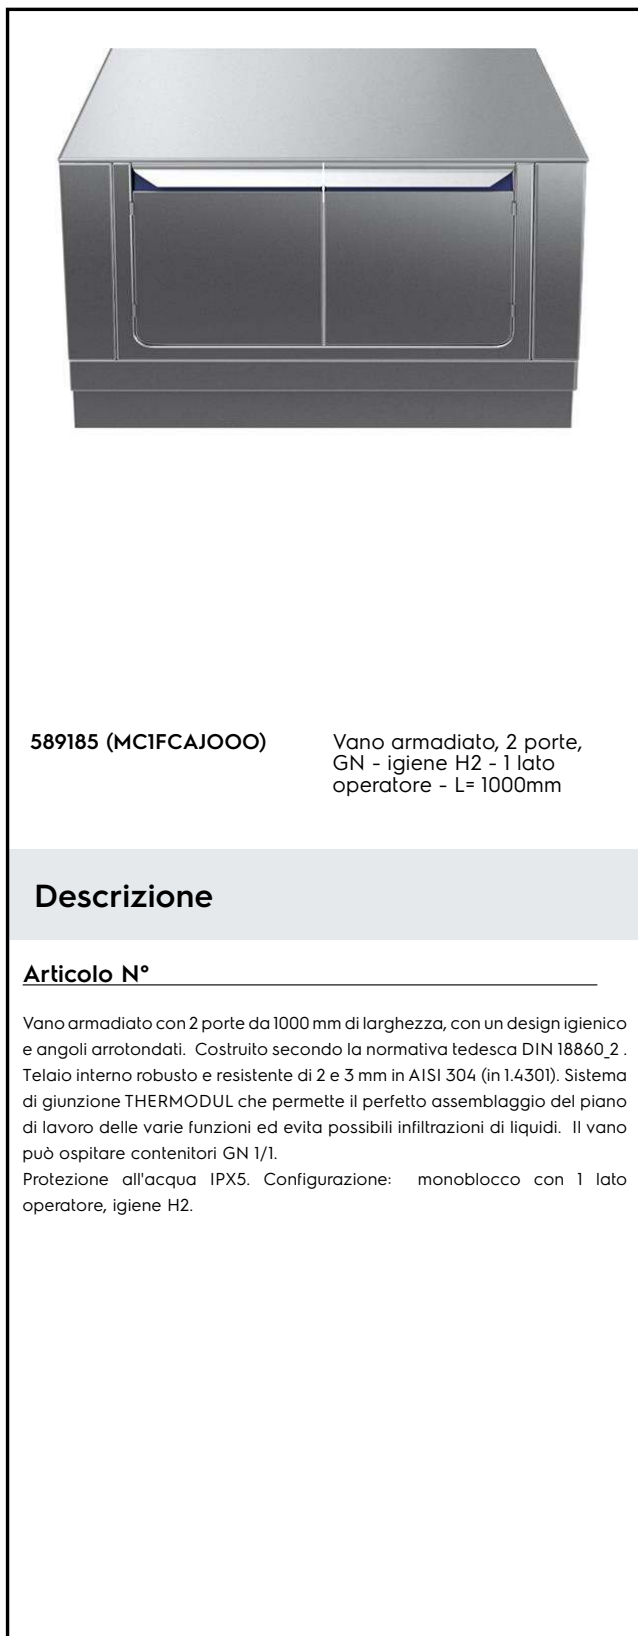 589185 (MC1FCAJOOO)
Vano armadiato, 2 porte,
GN - igiene H2 - 1 lato
operatore - L= 1000mm
Descrizione
Articolo N°
Vano armadiato con 2 porte da 1000 mm di larghezza, con un design igienico
e angoli arrotondati. Costruito secondo la normativa tedesca DIN 18860_2 .
Telaio interno robusto e resistente di 2 e 3 mm in AISI 304 (in 1.4301). Sistema
di giunzione THERMODUL che permette il perfetto assemblaggio del piano
di lavoro delle varie funzioni ed evita possibili infiltrazioni di liquidi. Il vano
può ospitare contenitori GN 1/1.
Protezione all'acqua IPX5. Configurazione: monoblocco con 1 lato
operatore, igiene H2.